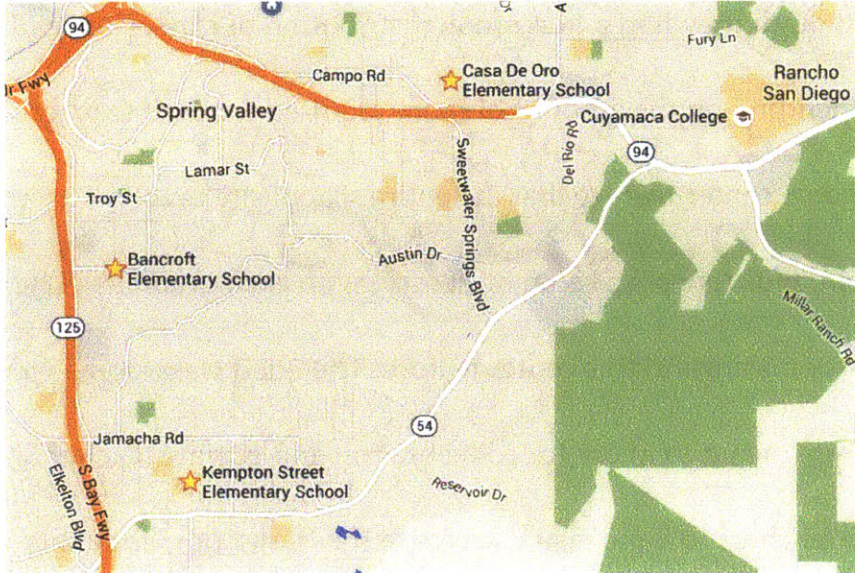 94
Fury Ln
Campo Rd
Casa De Oro
Elementary School
Rancho
San Diego
Jr Fwy
Spring Valley
Cuyamaca College
Del Rio Rd
94
Lamar St
Troy St
Sweetwater Springs Blvd
Bancroft
Elementary School
Austin Dr
Millar Ranch Rd
125
54
Jamacha Rd
Elkelton Blvd
S Bay Fwy
Kempton Street
Elementary School
Reservoir Dr